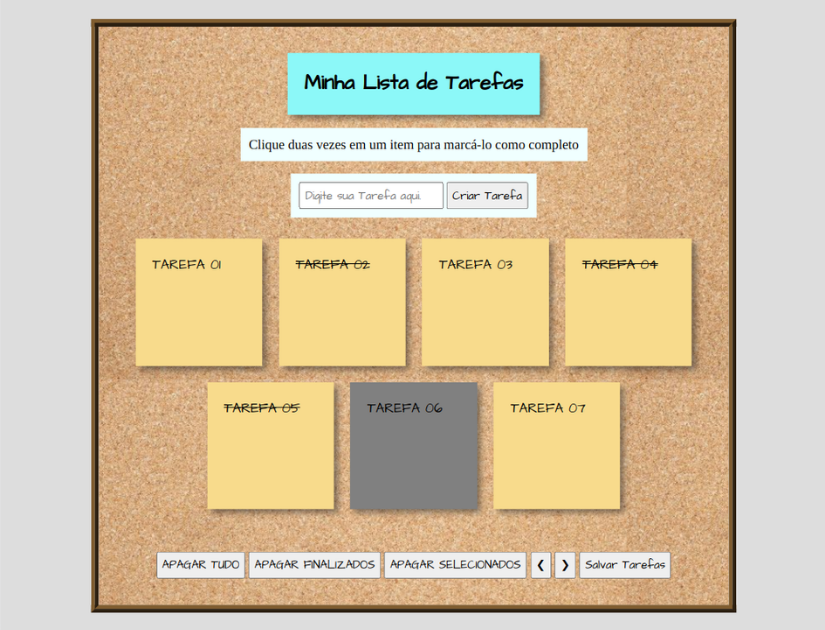 Minha Lista de Tarefas
Clique duas vezes em um item para marcá-lo como completo
Digite sua Tarefa aqui.
Criar Tarefa
TAREFA 01
TAREFA 02
TAREFA 03
TAREFA 04
TAREFA 05
TAREFA 06
TAREFA 07
APAGAR TUDO
APAGAR FINALIZADOS
APAGAR SELECIONADOS
❮
❯
Salvar Tarefas